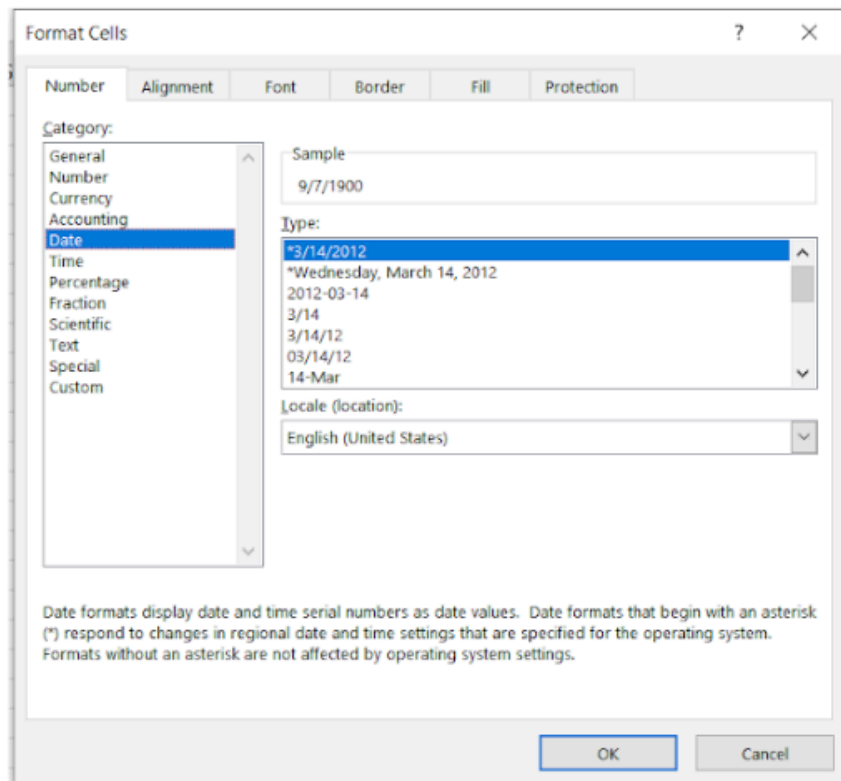 Format Cells
?
Number
Alignment
Font
Border
Fill
Protection
Category:
General
Number
Currency
Accounting
Date
Time
Percentage
Fraction
Scientific
Text
Special
Custom
Sample
9/7/1900
Type:
*3/14/2012
*Wednesday, March 14, 2012
2012-03-14
3/14
3/14/12
03/14/12
14-Mar
Locale (location):
English (United States)
Date formats display date and time serial numbers as date values.  Date formats that begin with an asterisk
(*) respond to changes in regional date and time settings that are specified for the operating system.
Formats without an asterisk are not affected by operating system settings.
OK
Cancel